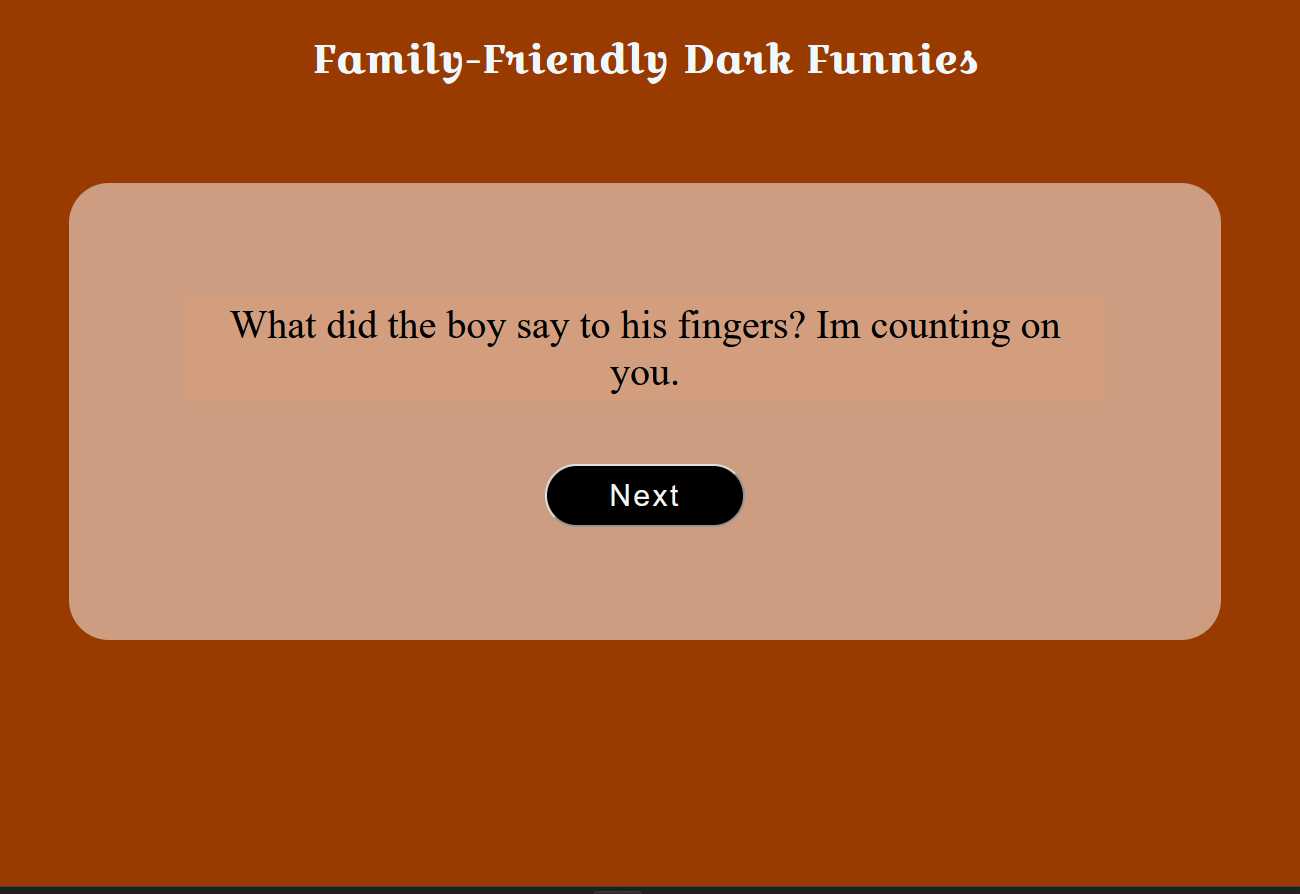 Family-Friendly Dark Funnies
What did the boy say to his fingers? Im counting on
you.
Next